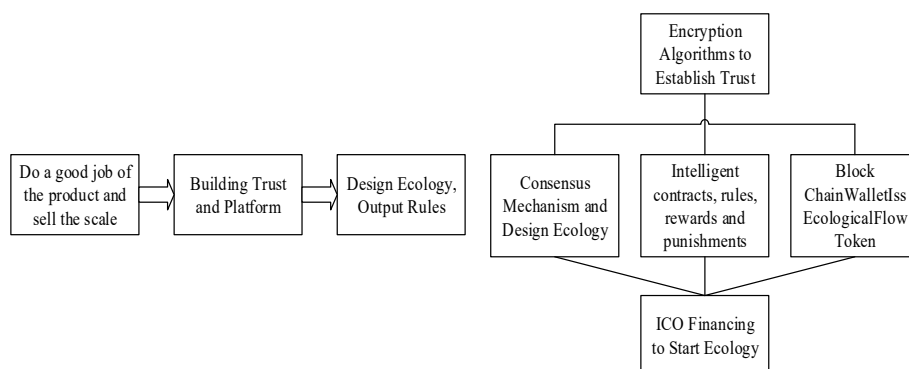 Do a good job of
the product and
sell the scale
Building Trust
and Platform
Design Ecology,
Output Rules
Encryption
Algorithms to
Establish Trust
Consensus
Mechanism and
Design Ecology
Intelligent
contracts, rules,
rewards and
punishments
Block
ChainWalletIss
EcologicalFlow
Token
ICO Financing
to Start Ecology